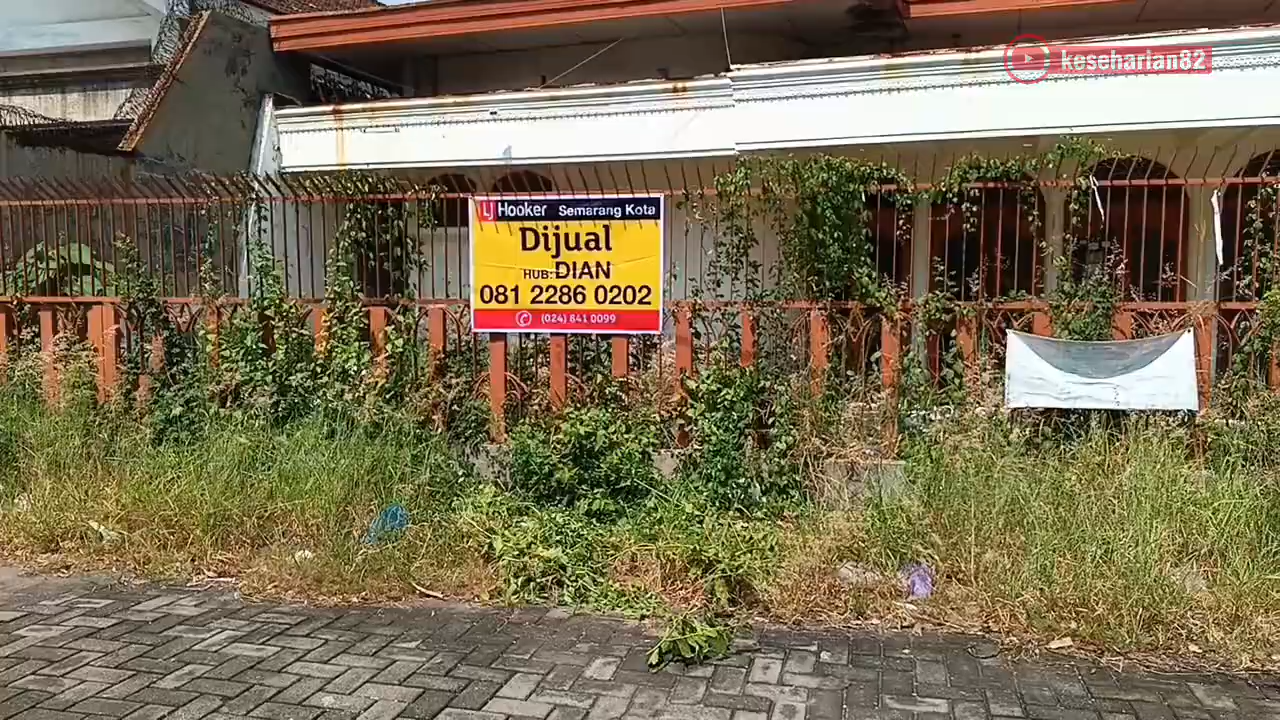 keseharian82
LJ Hooker Semarang Kota
Dijual
HUB: DIAN
081 2286 0202
(024) 841 0099